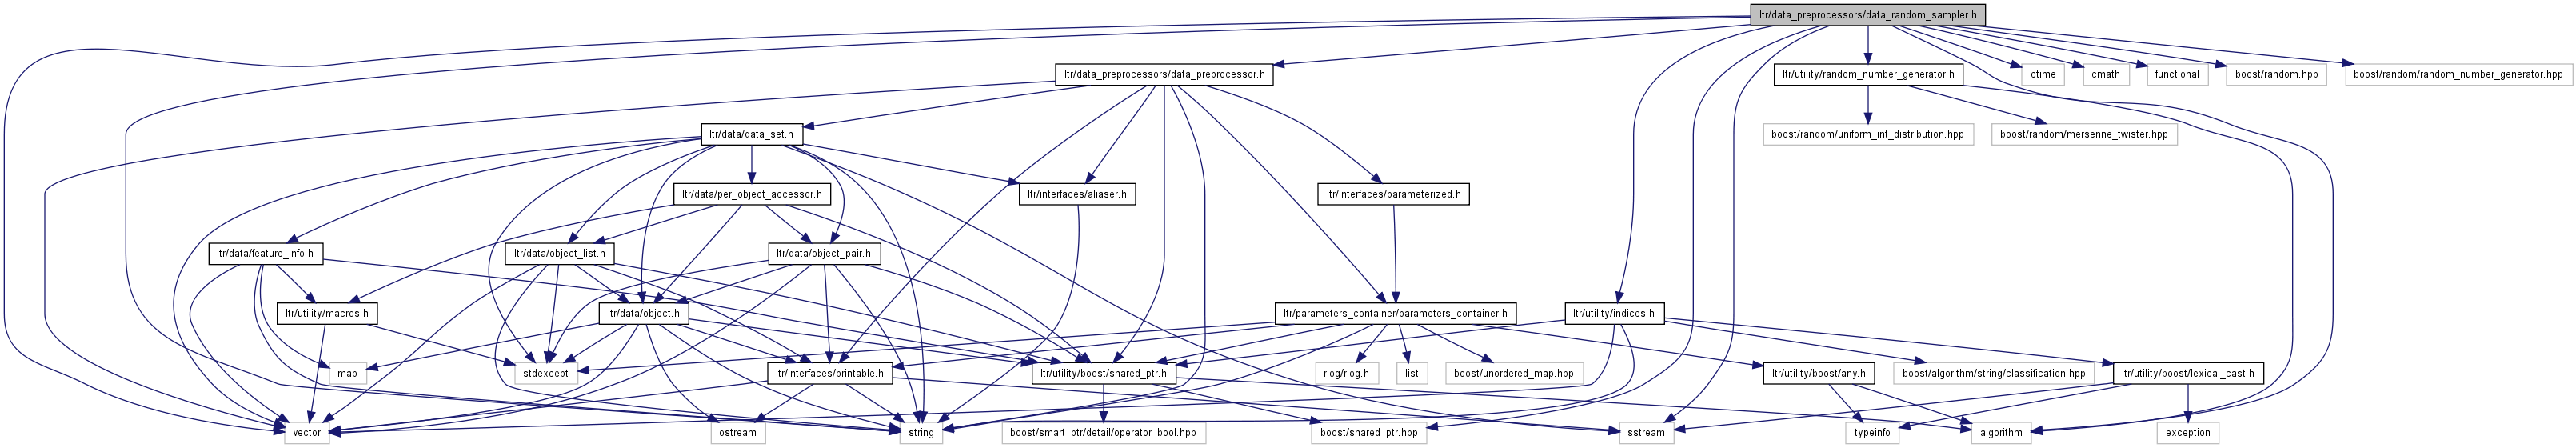 ltr/data_preprocessors/data_random_sampler.h
ltr/data_preprocessors/data_preprocessor.h
ltr/utility/random_number_generator.h
ctime
cmath
functional
boost/random.hpp
boost/random/random_number_generator.hpp
ltr/data/data_set.h
boost/random/uniform_int_distribution.hpp
boost/random/mersenne_twister.hpp
ltr/data/per_object_accessor.h
ltr/interfaces/aliaser.h
ltr/interfaces/parameterized.h
ltr/data/feature_info.h
ltr/data/object_list.h
ltr/data/object_pair.h
ltr/utility/macros.h
ltr/data/object.h
ltr/parameters_container/parameters_container.h
ltr/utility/indices.h
map
stdexcept
ltr/interfaces/printable.h
ltr/utility/boost/shared_ptr.h
rlog/rlog.h
list
boost/unordered_map.hpp
ltr/utility/boost/any.h
boost/algorithm/string/classification.hpp
ltr/utility/boost/lexical_cast.h
vector
ostream
string
boost/smart_ptr/detail/operator_bool.hpp
boost/shared_ptr.hpp
sstream
typeinfo
algorithm
exception